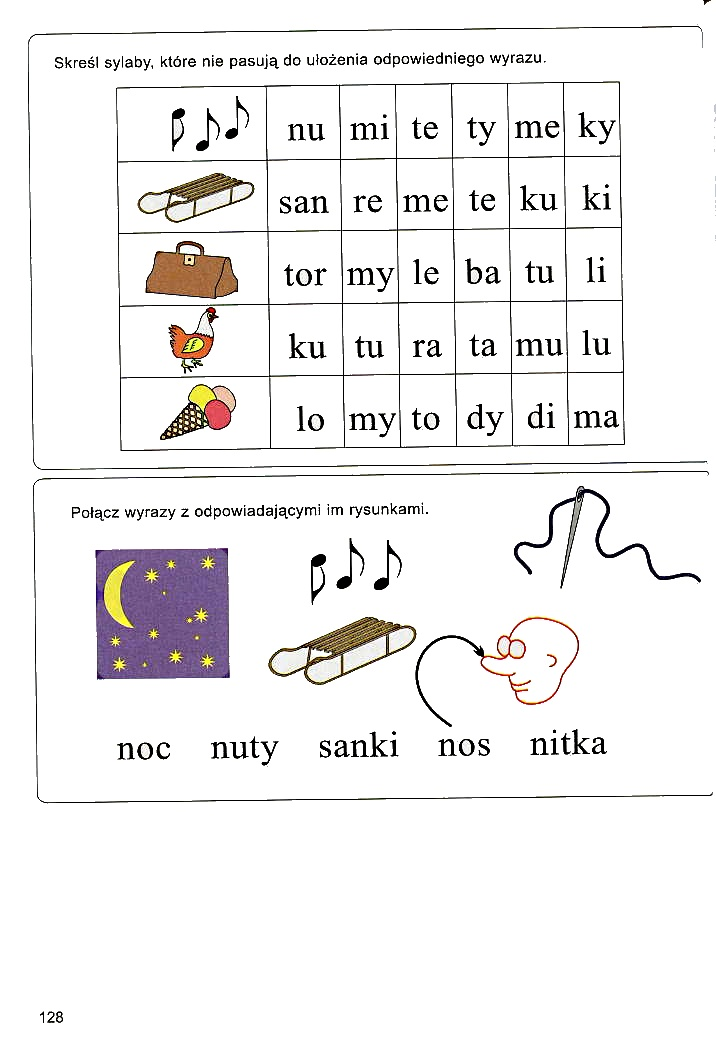 Skreśl sylaby, które nie pasują do ułożenia odpowiedniego wyrazu.
nu mi te ty me ky
san re me te ku ki
tor my le ba tu li
ku tu ra ta mu lu
lo my to dy di ma
Połącz wyrazy z odpowiadającymi im rysunkami.
noc nuty sanki nos nitka
128